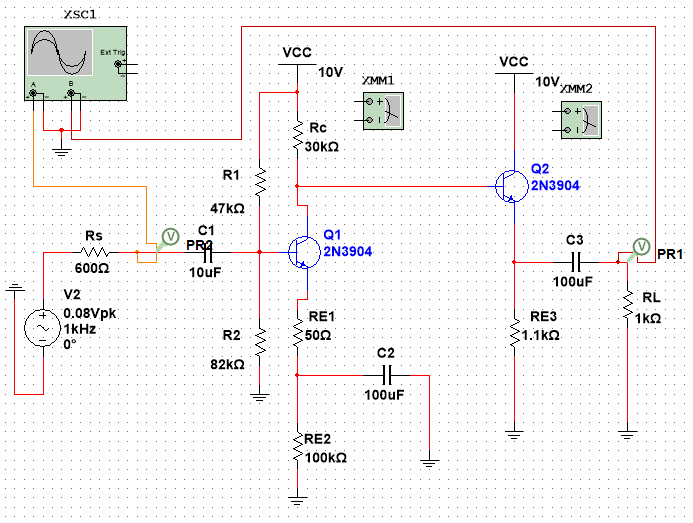 XSC1
Ext Trig
+
-
A
B
+ -
+ -
VCC
10V
XMM1
+
-
VCC
10V
XMM2
+
-
Rc
30kΩ
R1
47kΩ
Q2
2N3904
Q1
2N3904
V
PR2
C1
10uF
Rs
600Ω
V
PR1
C3
100uF
V2
0.08Vpk
1kHz
0°
+
-
RE1
50Ω
R2
82kΩ
C2
100uF
RE3
1.1kΩ
RL
1kΩ
RE2
100kΩ